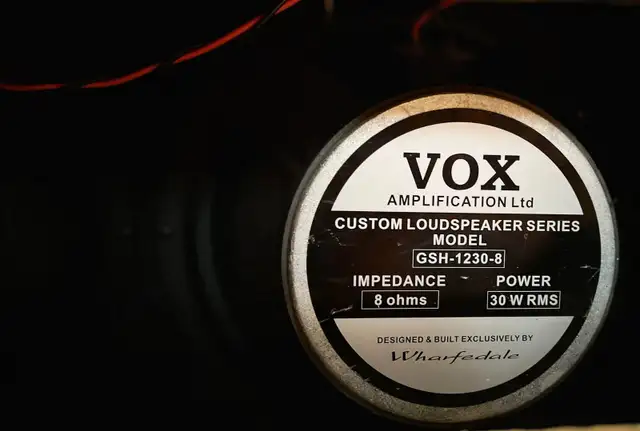 VOX
AMPLIFICATION Ltd
CUSTOM LOUDSPEAKER SERIES
MODEL
GSH-1230-8
IMPEDANCE POWER
8 ohms 30 W RMS
DESIGNED & BUILT EXCLUSIVELY BY
Wharfedale